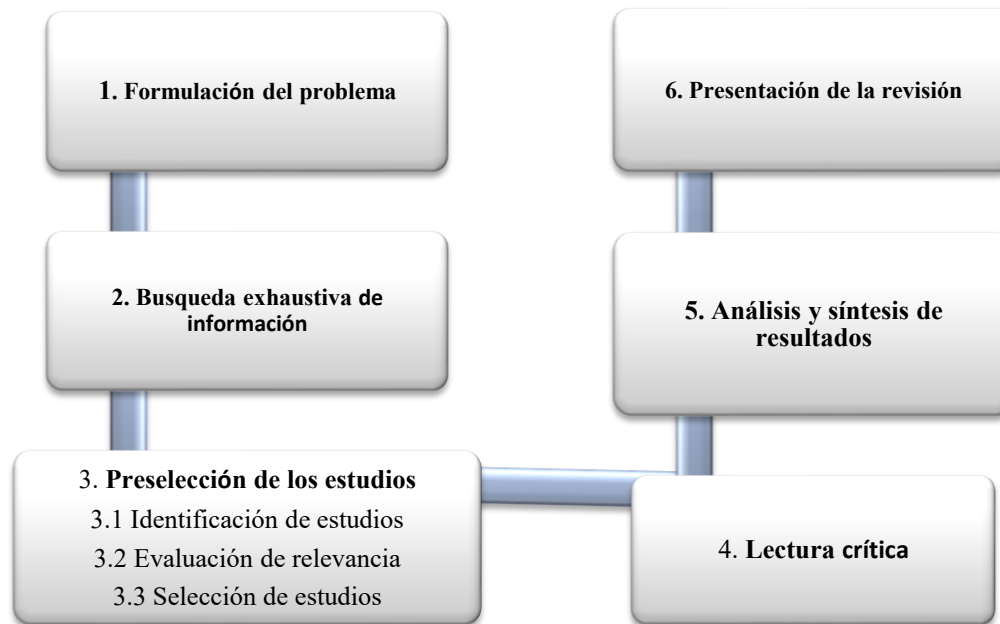 1. Formulación del problema
2. Busqueda exhaustiva de
información
3. Preselección de los estudios
3.1 Identificación de estudios
3.2 Evaluación de relevancia
3.3 Selección de estudios
4. Lectura crítica
5. Análisis y síntesis de
resultados
6. Presentación de la revisión